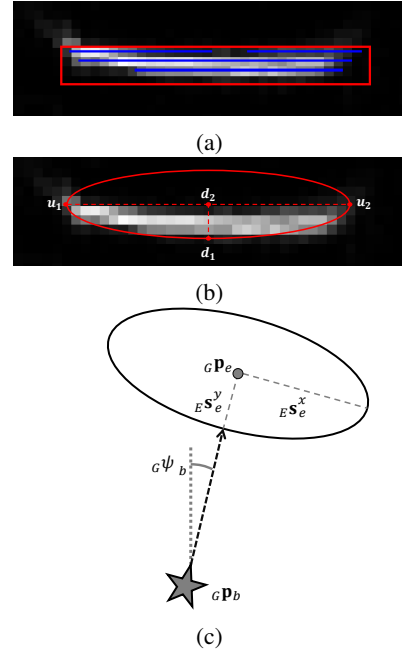 (a)
d₂
u₁ u₂
d₁
(b)
G𝐩e
E𝐬eʸ E𝐬eˣ
Gψb
G𝐩b
(c)